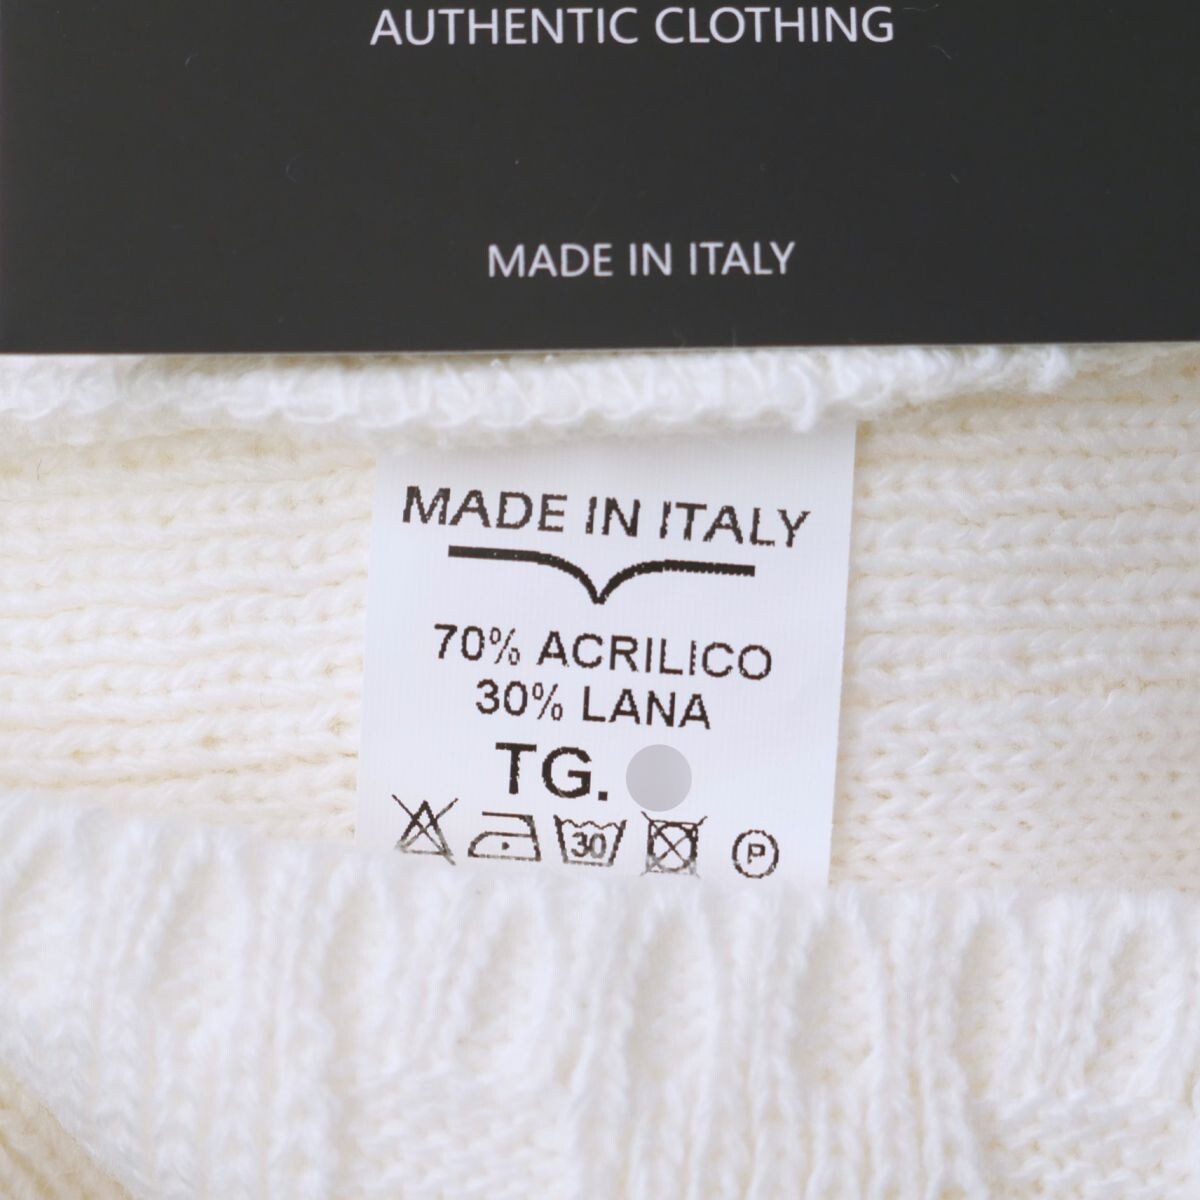 AUTHENTIC CLOTHING
MADE IN ITALY
MADE IN ITALY
70% ACRILICO
30% LANA
TG.
30 P